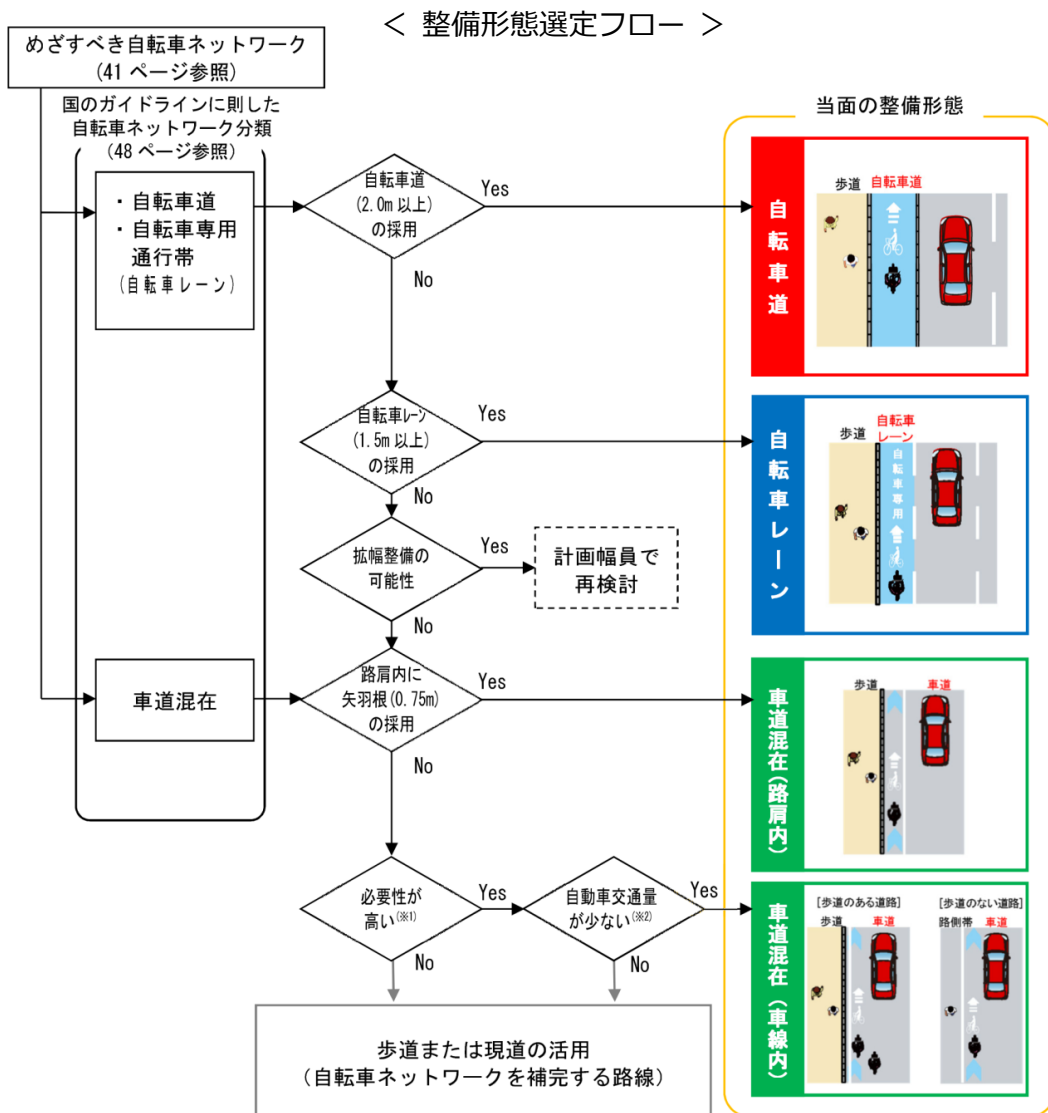 ＜ 整備形態選定フロー ＞
めざすべき自転車ネットワーク
(41 ページ参照)
国のガイドラインに則した
自転車ネットワーク分類
(48 ページ参照)
・自転車道
・自転車専用
通行帯
(自転車レーン)
自転車道
(2.0m 以上)
の採用
Yes
No
自転車レーン
(1.5m 以上)
の採用
Yes
No
拡幅整備の
可能性
Yes
計画幅員で
再検討
No
車道混在
路肩内に
矢羽根(0.75m)
の採用
Yes
No
必要性が
高い(※1)
Yes
自動車交通量
が少ない(※2)
Yes
No
No
歩道または現道の活用
(自転車ネットワークを補完する路線)
当面の整備形態
自転車道
歩道 自転車道
自転車レーン
歩道
自転車
レーン
自転車専用
車道混在(路肩内)
歩道 車道
車道混在(車線内)
[歩道のある道路]
歩道 車道
[歩道のない道路]
路側帯 車道